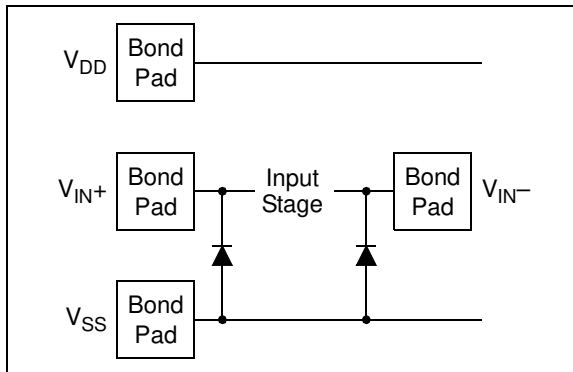 V_DD Bond
Pad
V_IN+ Bond
Pad
Input
Stage
Bond
Pad V_IN–
V_SS Bond
Pad